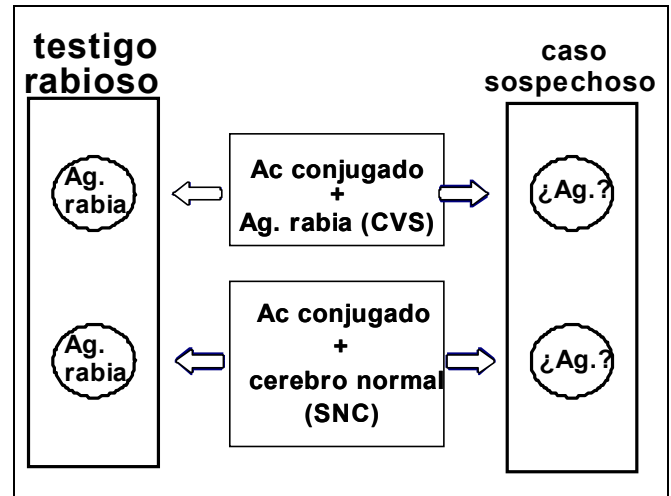 testigo
rabioso
caso
sospechoso
Ag.
rabia
Ac conjugado
+
Ag. rabia (CVS)
¿Ag.?
Ag.
rabia
Ac conjugado
+
cerebro normal
(SNC)
¿Ag.?